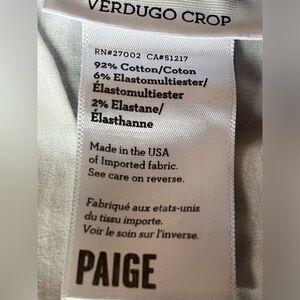 VERDUGO CROP
RN#27002 CA#51217
92% Cotton/Coton
6% Elastomultiester/
Élastomultiester
2% Elastane/
Élasthanne
Made in the USA
of Imported fabric.
See care on reverse.
Fabriqué aux etats-unis
du tissu importe.
Voir le soin sur l'inverse.
PAIGE